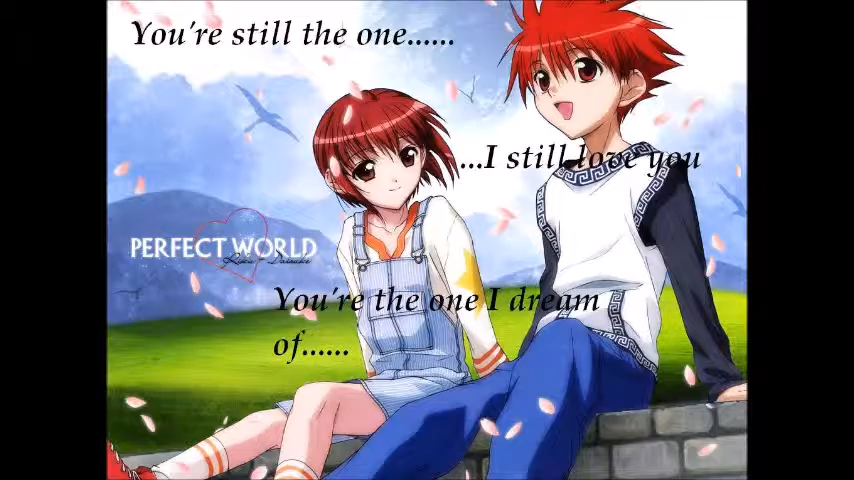 You're still the one......
...I still love you
PERFECT WORLD
You're the one I dream
of......